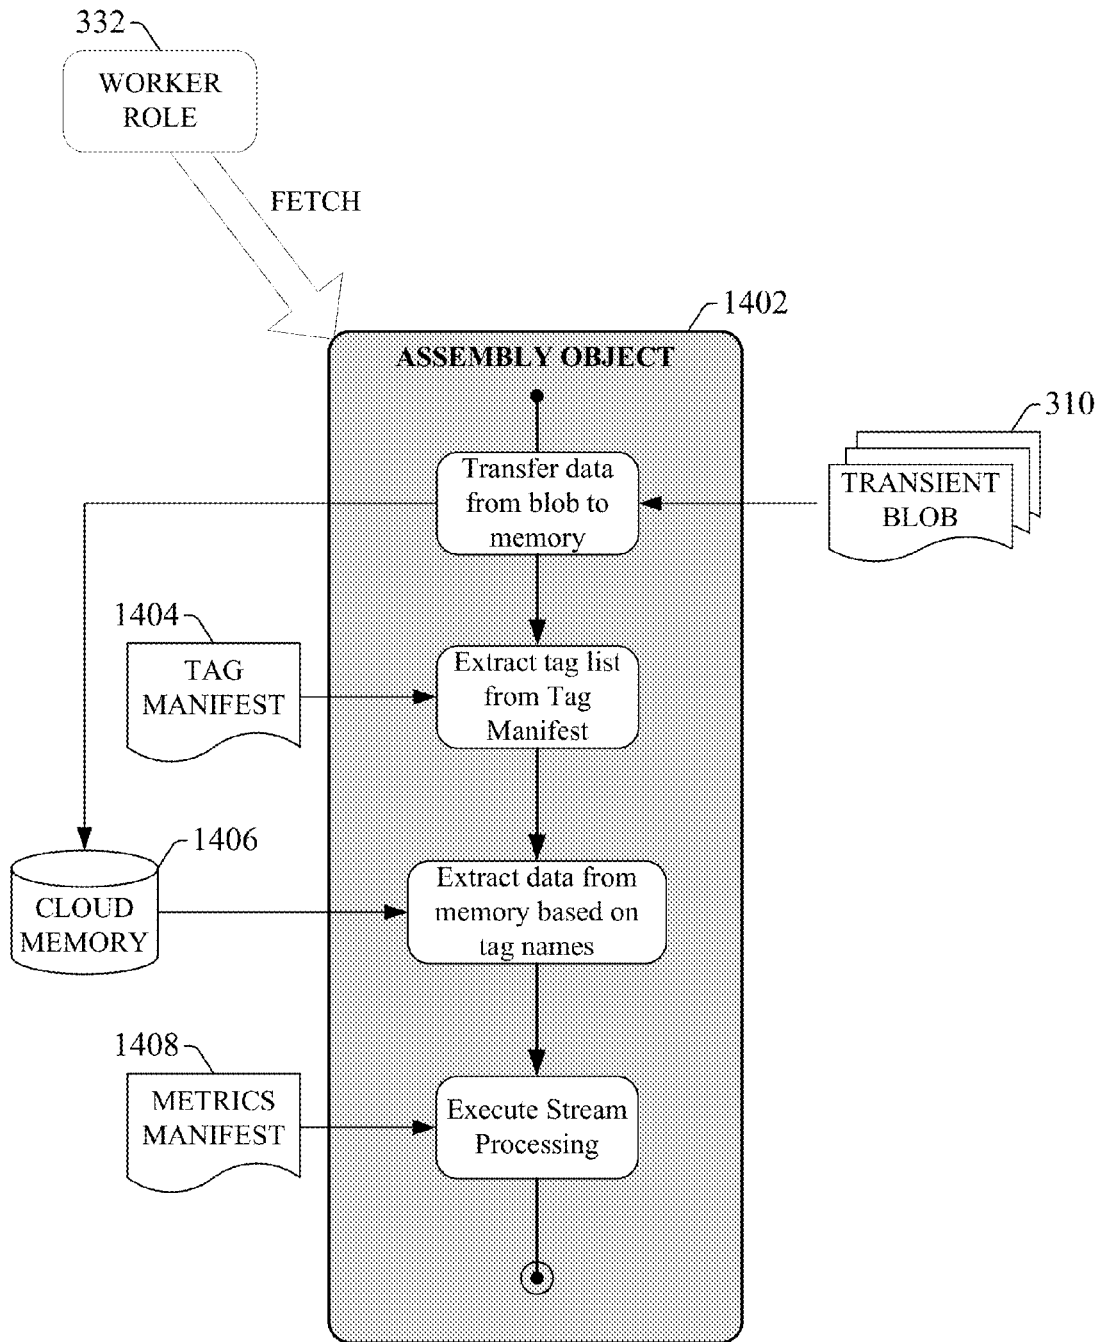 332
WORKER
ROLE
FETCH
1402
ASSEMBLY OBJECT
310
Transfer data
from blob to
memory
TRANSIENT
BLOB
1404
TAG
MANIFEST
Extract tag list
from Tag
Manifest
1406
CLOUD
MEMORY
Extract data from
memory based on
tag names
1408
METRICS
MANIFEST
Execute Stream
Processing